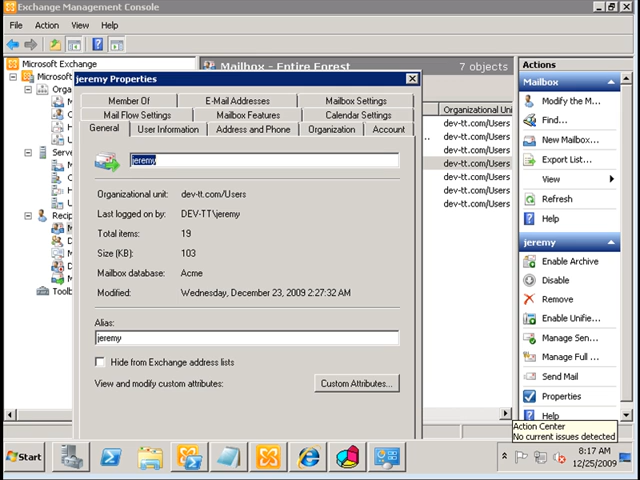 Exchange Management Console
File Action View Help
Microsoft Exchange
Microsoft
Orga
Serve
Recip
Toolb
Mailbox - Entire Forest
7 objects
Organizational Uni
dev-tt.com/Users
dev-tt.com/Users
dev-tt.com/Users
dev-tt.com/Users
dev-tt.com/Users
dev-tt.com/Users
dev-tt.com/Users
jeremy Properties
Member Of
E-Mail Addresses
Mailbox Settings
Mail Flow Settings
Mailbox Features
Calendar Settings
General
User Information
Address and Phone
Organization
Account
jeremy
Organizational unit: dev-tt.com/Users
Last logged on by: DEV-TT\jeremy
Total items: 19
Size (KB): 103
Mailbox database: Acme
Modified: Wednesday, December 23, 2009 2:27:32 AM
Alias:
jeremy
Hide from Exchange address lists
View and modify custom attributes:
Custom Attributes...
Actions
Mailbox
Modify the M...
Find...
New Mailbox...
Export List...
View
Refresh
Help
jeremy
Enable Archive
Disable
Remove
Enable Unifie...
Manage Sen...
Manage Full ...
Send Mail
Properties
Help
Action Center
No current issues detected
Start
8:17 AM
12/25/2009